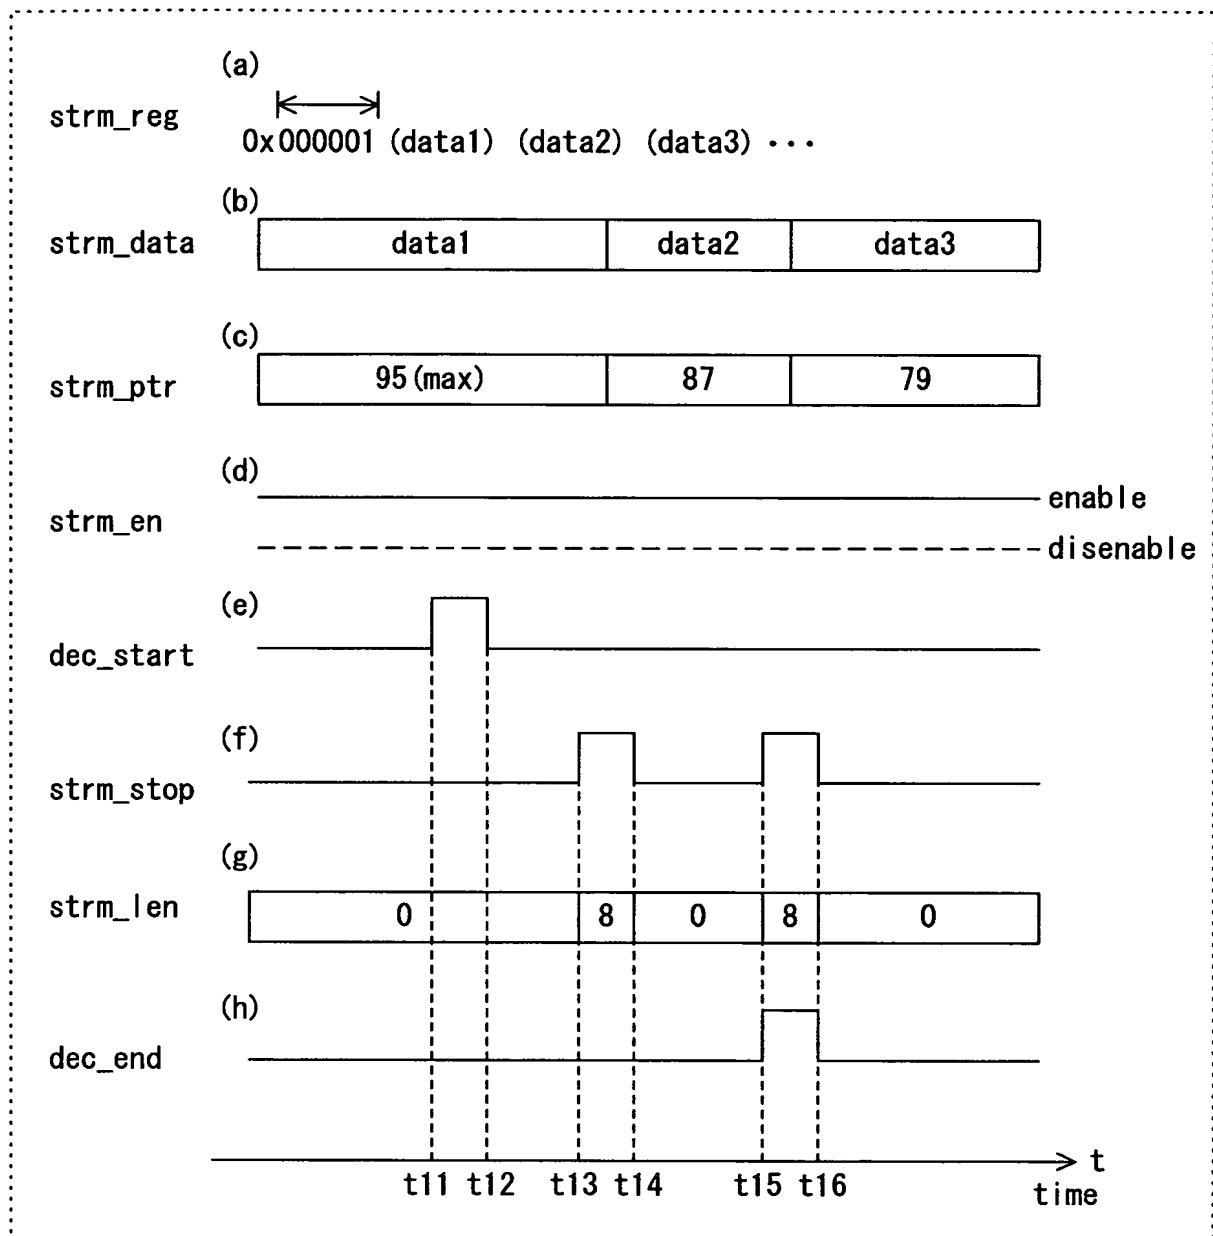 (a)
strm_reg
0x000001 (data1) (data2) (data3) ···
(b)
strm_data data1 data2 data3
(c)
strm_ptr 95(max) 87 79
(d)
enable
strm_en
disenable
(e)
dec_start
(f)
strm_stop
(g)
strm_len 0 8 0 8 0
(h)
dec_end
t
t11 t12 t13 t14 t15 t16
time